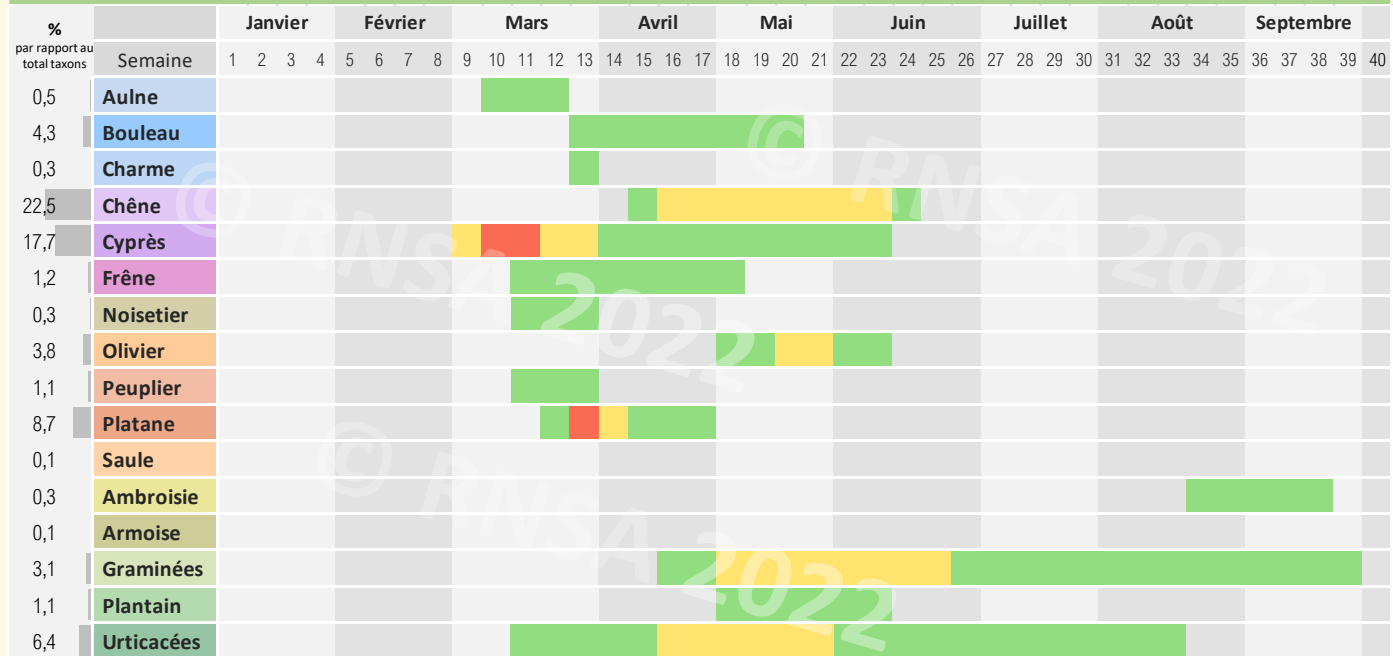 Janvier Février Mars Avril Mai Juin Juillet Août Septembre
%
par rapport au
total taxons Semaine 1 2 3 4 5 6 7 8 9 10 11 12 13 14 15 16 17 18 19 20 21 22 23 24 25 26 27 28 29 30 31 32 33 34 35 36 37 38 39 40
0,5 Aulne
4,3 Bouleau
0,3 Charme
22,5 Chêne
17,7 Cyprès
1,2 Frêne
0,3 Noisetier
3,8 Olivier
1,1 Peuplier
8,7 Platane
0,1 Saule
0,3 Ambroisie
0,1 Armoise
3,1 Graminées
1,1 Plantain
6,4 Urticacées
© RNSA 2022
© RNSA 2022
© RNSA 2022